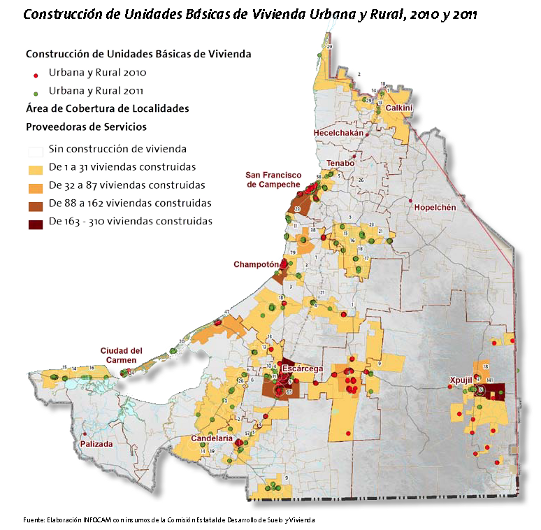 Construcción de Unidades Básicas de Vivienda Urbana y Rural, 2010 y 2011
Construcción de Unidades Básicas de Vivienda
Urbana y Rural 2010
Urbana y Rural 2011
Área de Cobertura de Localidades
Proveedoras de Servicios
Sin construcción de vivienda
De 1 a 31 viviendas construidas
De 32 a 87 viviendas construidas
De 88 a 162 viviendas construidas
De 163 - 310 viviendas construidas
Calkiní
Hecelchakán
Tenabo
San Francisco
de Campeche
Hopelchén
Champotón
Ciudad del
Carmen
Escárcega
Xpujil
Candelaria
Palizada
Fuente: Elaboración INFOCAM con insumos de la Comisión Estatal de Desarrollo de Suelo y Vivienda